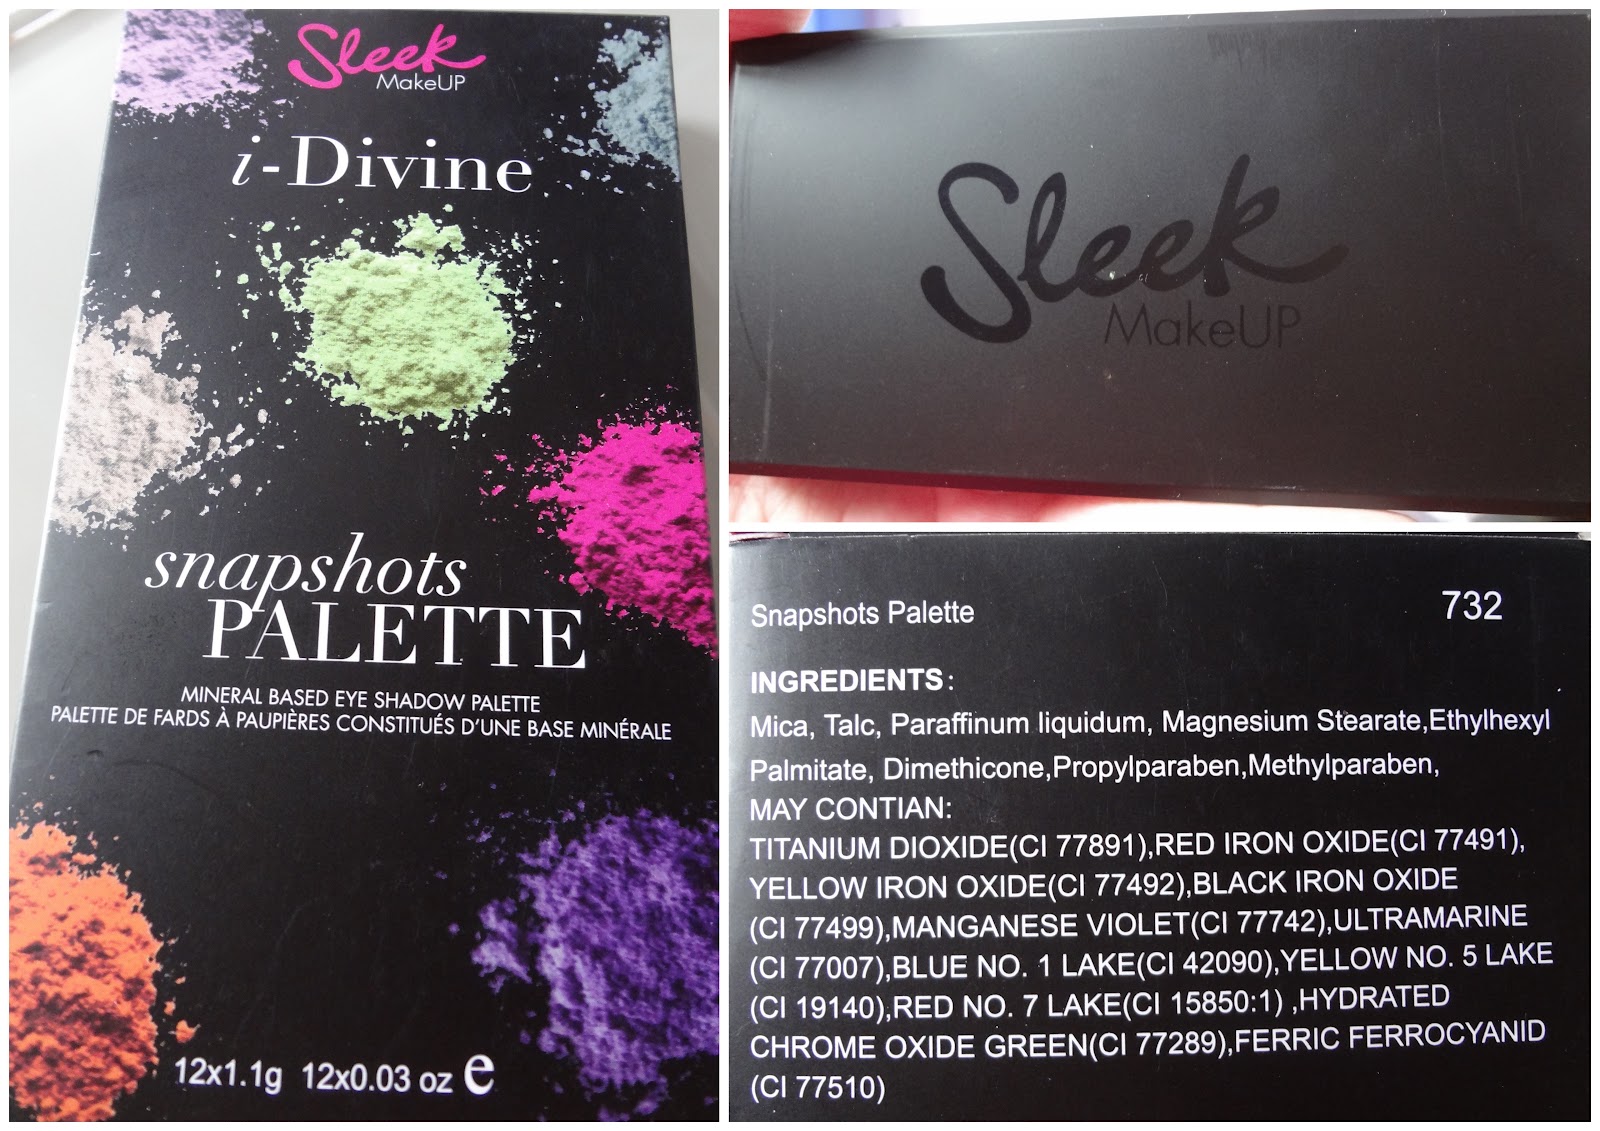 Sleek
MakeUP
i-Divine
snapshots
PALETTE
MINERAL BASED EYE SHADOW PALETTE
PALETTE DE FARDS À PAUPIÈRES CONSTITUÉS D'UNE BASE MINÉRALE
12x1.1g 12x0.03 oz e
Sleek
MakeUP
Snapshots Palette 732
INGREDIENTS:
Mica, Talc, Paraffinum liquidum, Magnesium Stearate,Ethylhexyl
Palmitate, Dimethicone,Propylparaben,Methylparaben,
MAY CONTIAN:
TITANIUM DIOXIDE(CI 77891),RED IRON OXIDE(CI 77491),
YELLOW IRON OXIDE(CI 77492),BLACK IRON OXIDE
(CI 77499),MANGANESE VIOLET(CI 77742),ULTRAMARINE
(CI 77007),BLUE NO. 1 LAKE(CI 42090),YELLOW NO. 5 LAKE
(CI 19140),RED NO. 7 LAKE(CI 15850:1) ,HYDRATED
CHROME OXIDE GREEN(CI 77289),FERRIC FERROCYANID
(CI 77510)